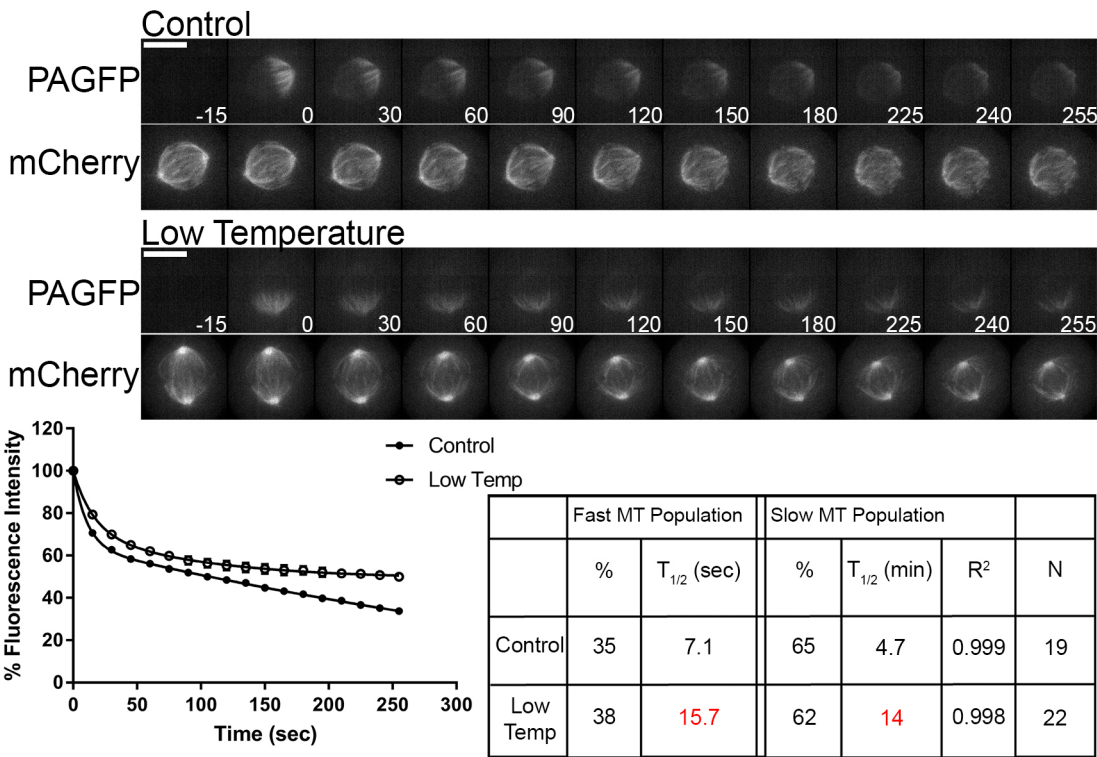 Control
PAGFP
-15 0 30 60 90 120 150 180 225 240 255
mCherry
Low Temperature
PAGFP
-15 0 30 60 90 120 150 180 225 240 255
mCherry
% Fluorescence Intensity
120
100
80
60
40
20
0
0 50 100 150 200 250 300
Time (sec)
Control
Low Temp
Fast MT Population Slow MT Population
% T1/2 (sec) % T1/2 (min) R² N
Control 35 7.1 65 4.7 0.999 19
Low Temp 38 15.7 62 14 0.998 22